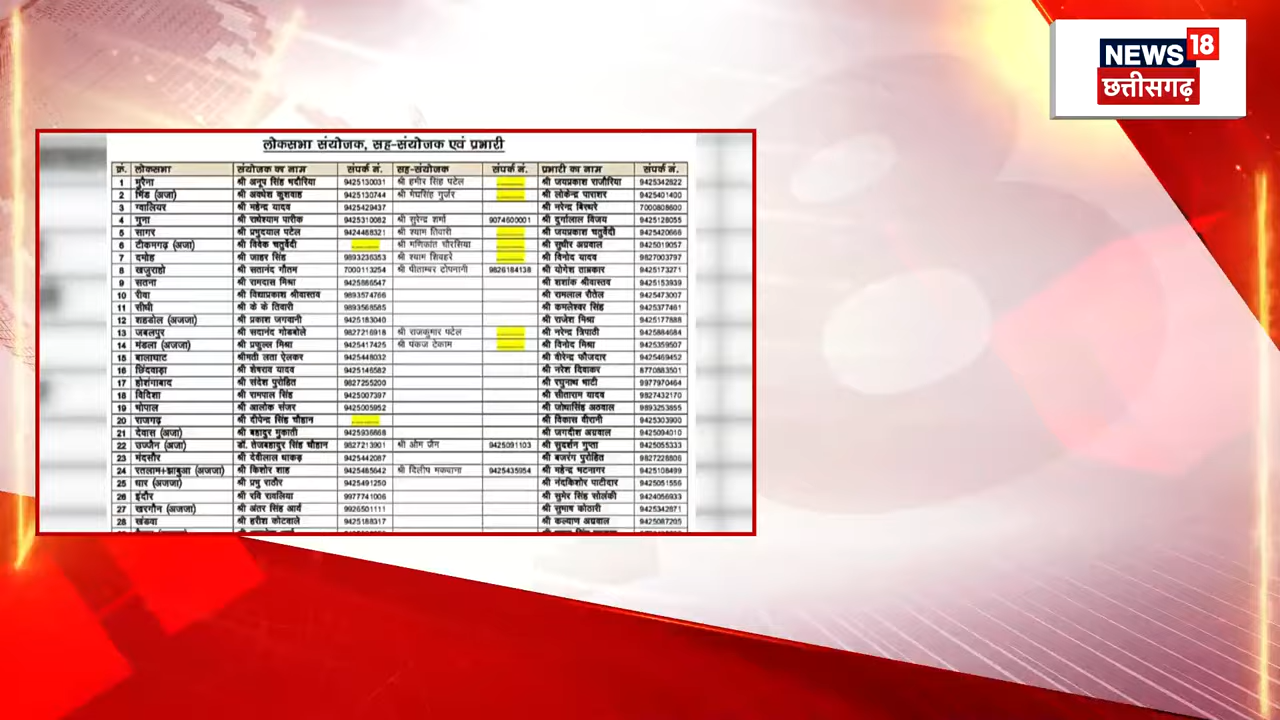 NEWS 18
छत्तीसगढ़
लोकसभा संयोजक, सह-संयोजक एवं प्रभारी
क्रं. लोकसभा संयोजक का नाम संपर्क नं. सह-संयोजक संपर्क नं. प्रभारी का नाम संपर्क नं.
1 मुरैना श्री अनूप सिंह भदौरिया 9425130031 श्री हमीर सिंह पटेल श्री जयप्रकाश राजौरिया 9425342822
2 भिंड (अजा) श्री अवधेश कुशवाह 9425130744 श्री मेघसिंह गुर्जर श्री लोकेन्द्र पाराशर 9425401400
3 ग्वालियर श्री महेन्द्र यादव 9425429437 श्री नरेन्द्र बिरथरे 7000808600
4 गुना श्री राधेश्याम पारीक 9425310082 श्री सुरेन्द्र शर्मा 9074600001 श्री दुर्गालाल विजय 9425128055
5 सागर श्री प्रभुदयाल पटेल 9424468321 श्री श्याम तिवारी श्री जयप्रकाश चतुर्वेदी 9425420666
6 टीकमगढ़ (अजा) श्री विवेक चतुर्वेदी श्री मणिकांत चौरसिया श्री सुधीर अग्रवाल 9425019057
7 दमोह श्री जाहर सिंह 9893236353 श्री श्याम शिवहरे श्री विनोद यादव 9827003797
8 खजुराहो श्री सतानंद गौतम 7000113254 श्री पीताम्बर टोपनानी 9826184138 श्री योगेश ताम्रकार 9425173271
9 सतना श्री रामदास मिश्रा 9425886547 श्री शशांक श्रीवास्तव 9425153839
10 रीवा श्री विद्याप्रकाश श्रीवास्तव 9893574766 श्री रामलाल रौतेल 9425473007
11 सीधी श्री के के तिवारी 9893568585 श्री कमलेश्वर सिंह 9425377481
12 शहडोल (अजजा) श्री प्रकाश जगवानी 9425183040 श्री राजेश मिश्रा 9425177888
13 जबलपुर श्री सदानंद गोडबोले 9827216918 श्री राजकुमार पटेल श्री नरेन्द्र त्रिपाठी 9425884684
14 मंडला (अजजा) श्री प्रफुल्ल मिश्रा 9425417425 श्री पंकज टेकाम श्री विनोद मिश्रा 9425359507
15 बालाघाट श्रीमती लता ऐलकर 9425448032 श्री वीरेन्द्र फौजदार 9425469452
16 छिंदवाड़ा श्री शेषराव यादव 9425146582 श्री नरेश दिवाकर 8770883501
17 होशंगाबाद श्री संदेश पुरोहित 9827255200 श्री रघुनाथ भाटी 9977970464
18 विदिशा श्री रामपाल सिंह 9425007397 श्री सीताराम यादव 9827432170
19 भोपाल श्री आलोक संजर 9425005952 श्री जोधासिंह अठवाल 9893253655
20 राजगढ़ श्री दीपेन्द्र सिंह चौहान श्री विकास वीरानी 9425303900
21 देवास (अजा) श्री बहादुर मुकाती 9425936868 श्री जगदीश अग्रवाल 9425094010
22 उज्जैन (अजा) डॉ. तेजबहादुर सिंह चौहान 9827213901 श्री ओम जैन 9425091103 श्री सुदर्शन गुप्ता 9425055333
23 मंदसौर श्री देवीलाल धाकड़ 9425442087 श्री बजरंग पुरोहित 9827228806
24 रतलाम+झाबुआ (अजजा) श्री किशोर शाह 9425485642 श्री दिलीप मकवाना 9425435954 श्री महेन्द्र भटनागर 9425108499
25 धार (अजजा) श्री प्रभु राठौर 9425491250 श्री नंदकिशोर पाटीदार 9425051556
26 इंदौर श्री रवि रावलिया 9977741006 श्री सुमेर सिंह सोलंकी 9424056933
27 खरगौन (अजजा) श्री अंतर सिंह आर्य 9926501111 श्री सुभाष कोठारी 9425342871
28 खंडवा श्री हरीश कोटवाले 9425188317 श्री कल्याण अग्रवाल 9425087205